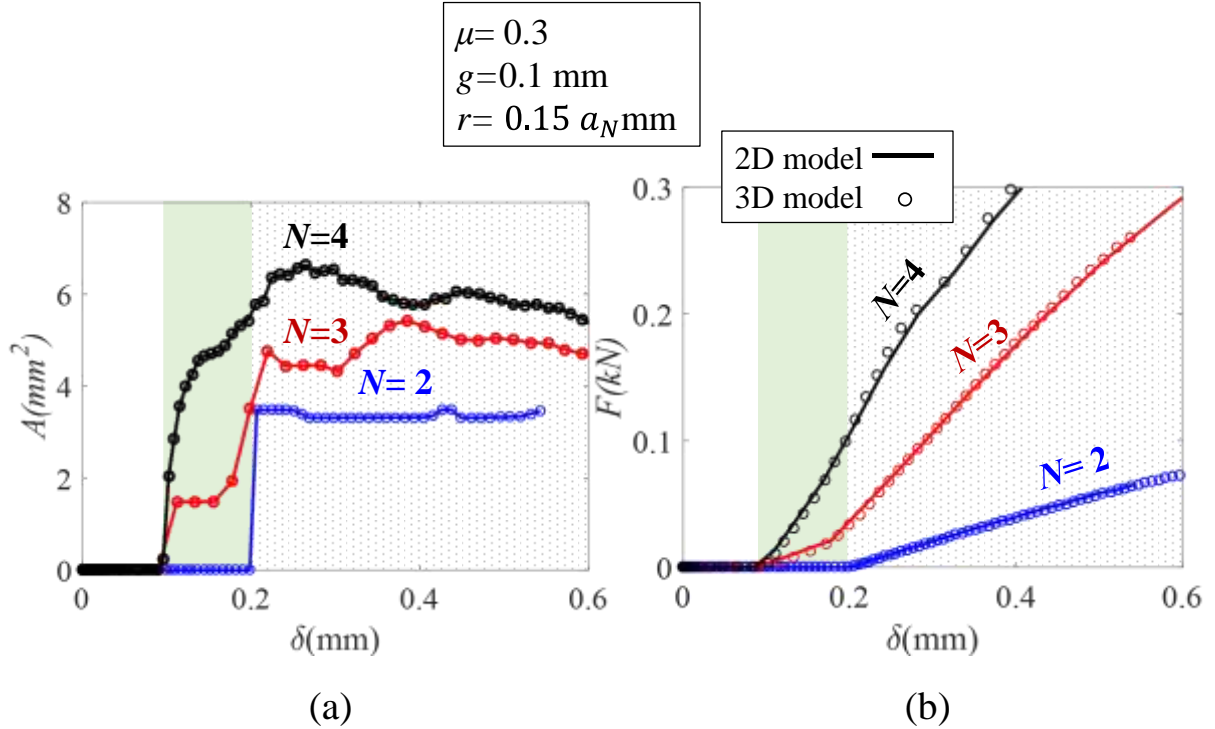 μ= 0.3
g=0.1 mm
r= 0.15 a_N mm
2D model
3D model
8
6
4
2
0
A(mm²)
N=4
N=3
N= 2
0
0.2
0.4
0.6
δ(mm)
(a)
0.3
0.2
0.1
0
F(kN)
N=4
N=3
N= 2
0
0.2
0.4
0.6
δ(mm)
(b)